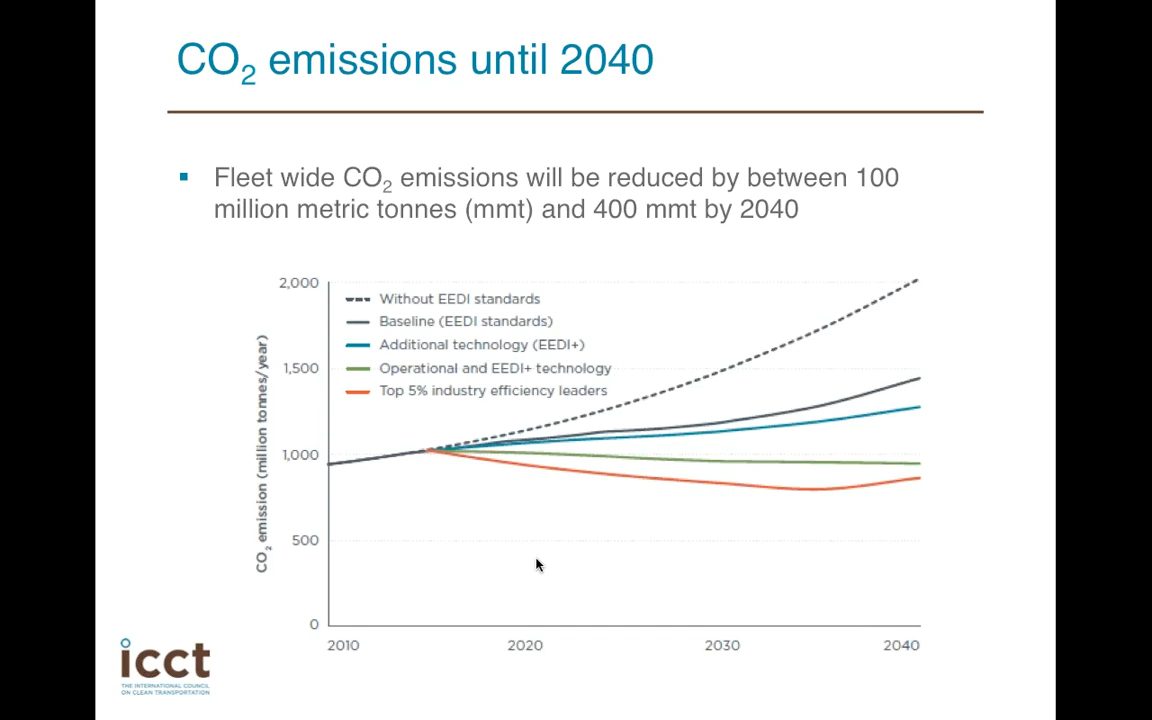 CO₂ emissions until 2040
Fleet wide CO₂ emissions will be reduced by between 100
million metric tonnes (mmt) and 400 mmt by 2040
2,000
1,500
1,000
500
0
CO₂ emission (million tonnes/year)
Without EEDI standards
Baseline (EEDI standards)
Additional technology (EEDI+)
Operational and EEDI+ technology
Top 5% industry efficiency leaders
2010 2020 2030 2040
icct
THE INTERNATIONAL COUNCIL
ON CLEAN TRANSPORTATION